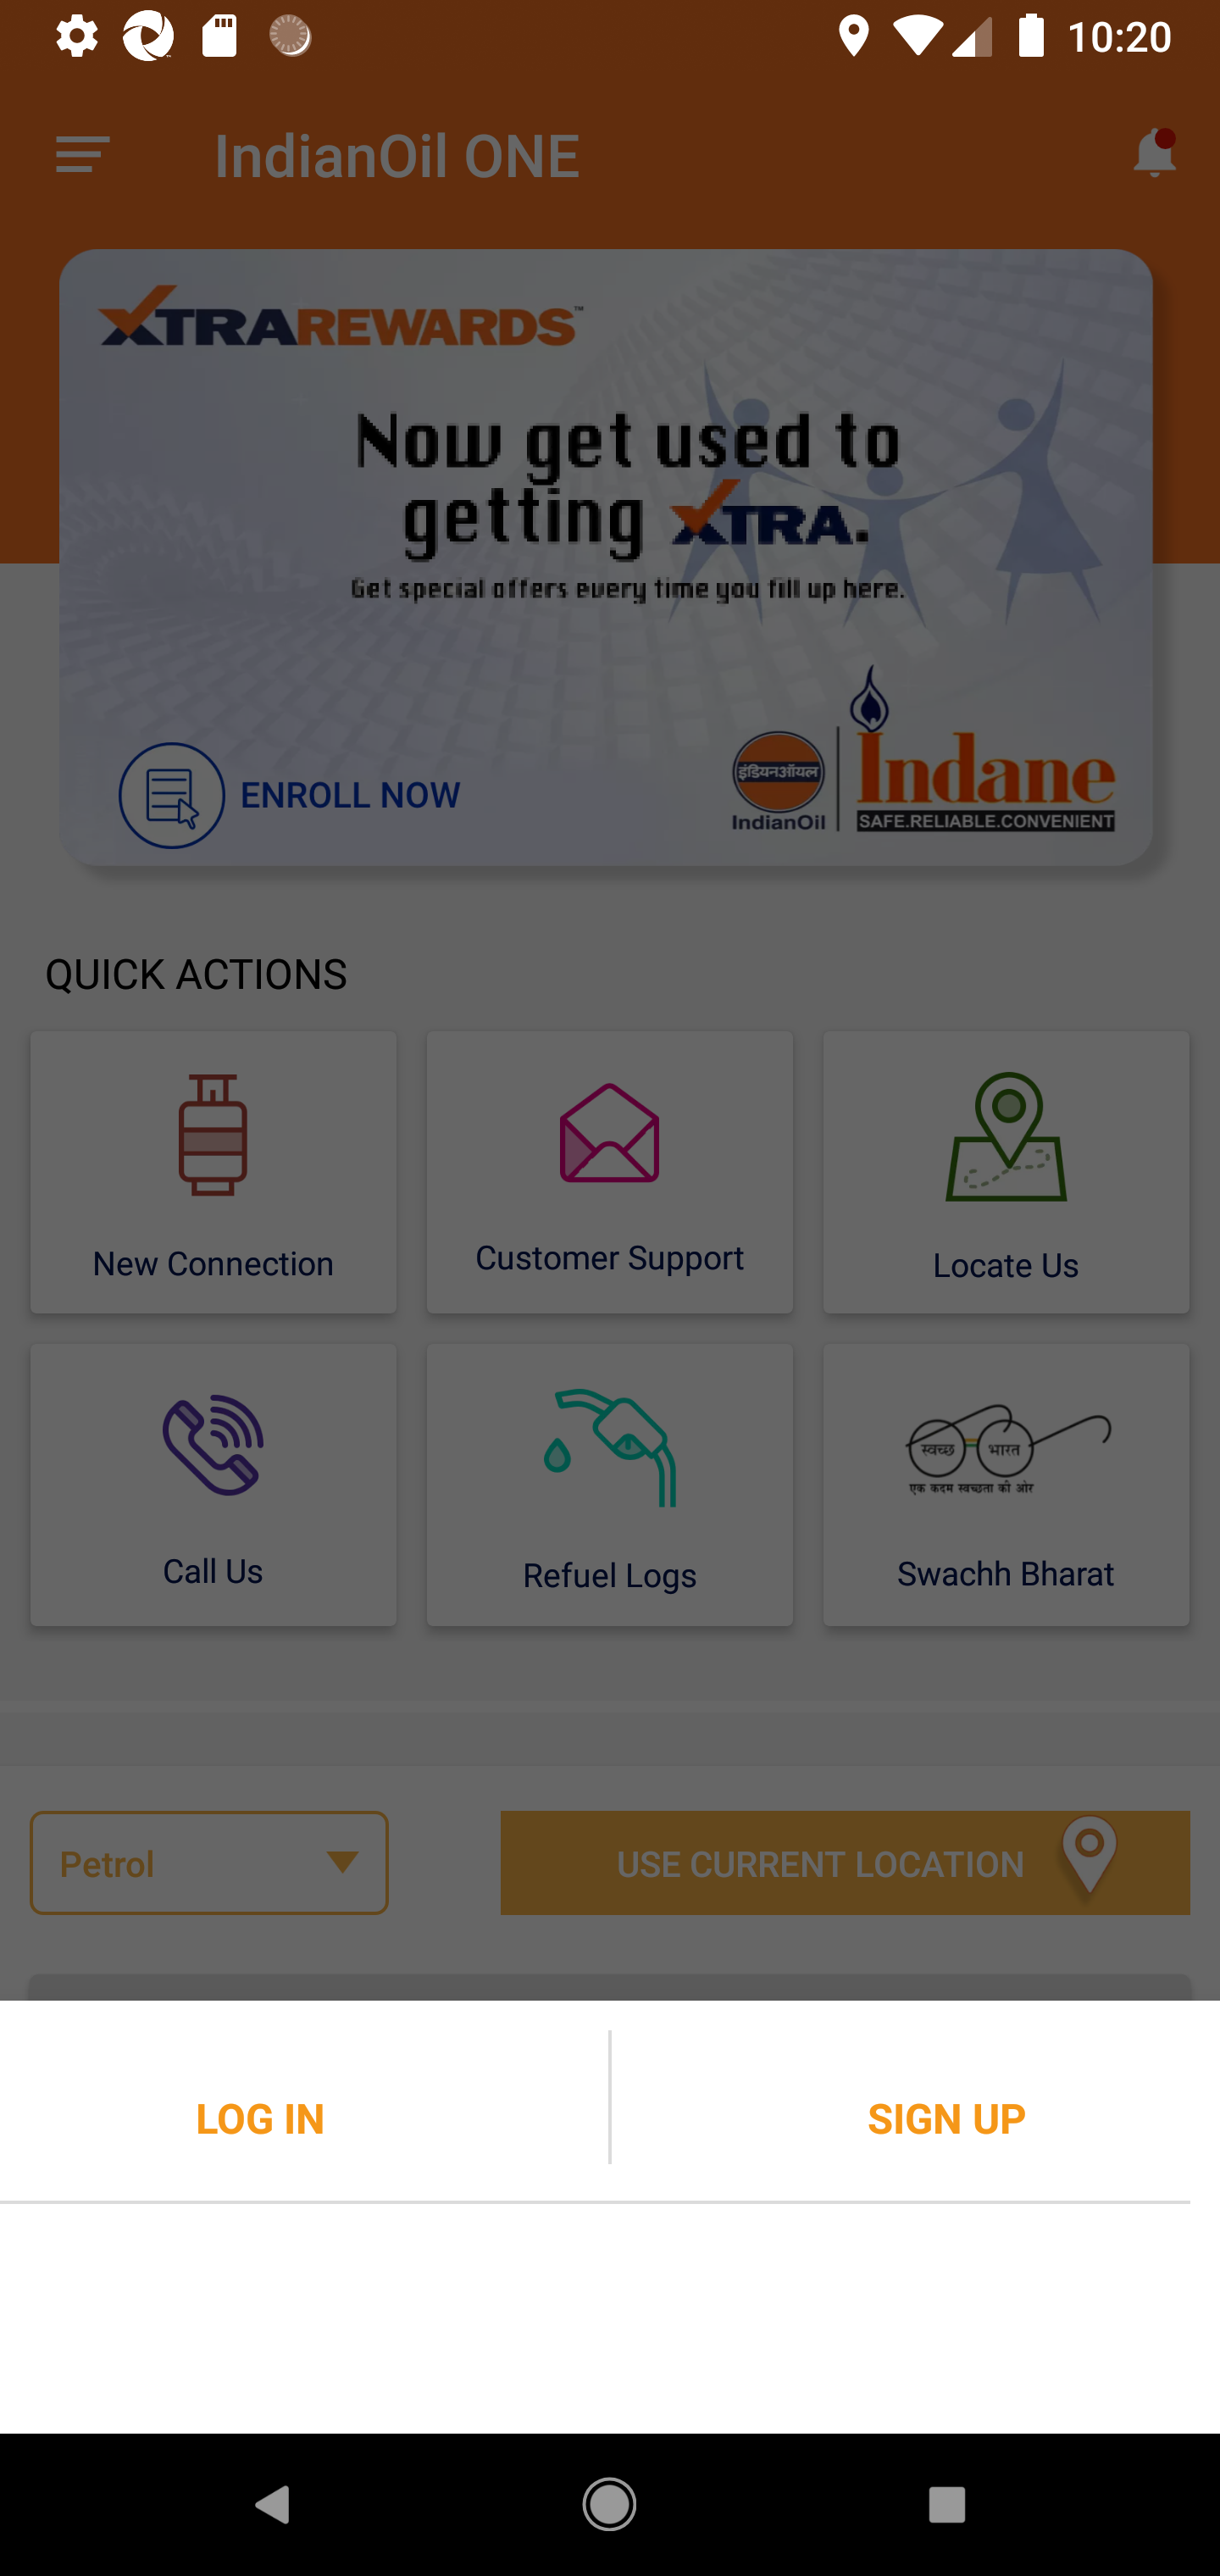 10:20
IndianOil ONE
XTRAREWARDS™
Now get used to
getting XTRA.
Get special offers every time you fill up here.
ENROLL NOW
इंडियनऑयल
IndianOil
Indane
SAFE.RELIABLE.CONVENIENT
QUICK ACTIONS
New Connection
Customer Support
Locate Us
स्वच्छ भारत
एक कदम स्वच्छता की ओर
Call Us
Refuel Logs
Swachh Bharat
Petrol
USE CURRENT LOCATION
LOG IN
SIGN UP